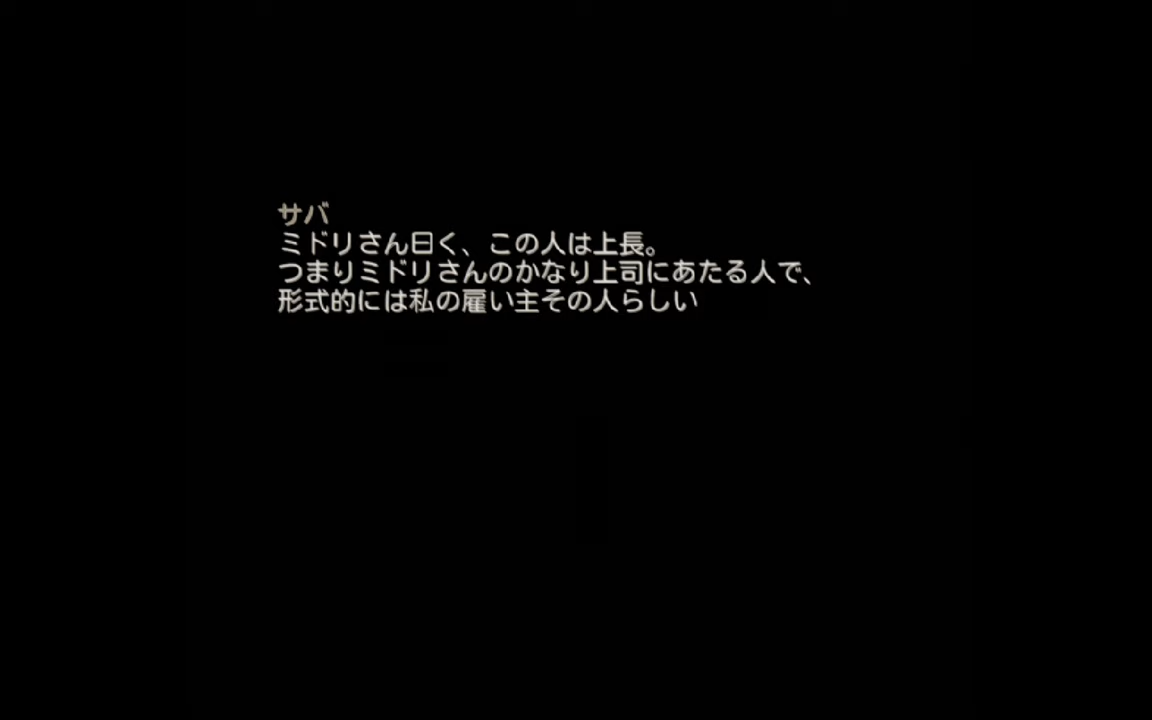 サバ
ミドリさん曰く、この人は上長。
つまりミドリさんのかなり上司にあたる人で、
形式的には私の雇い主その人らしい